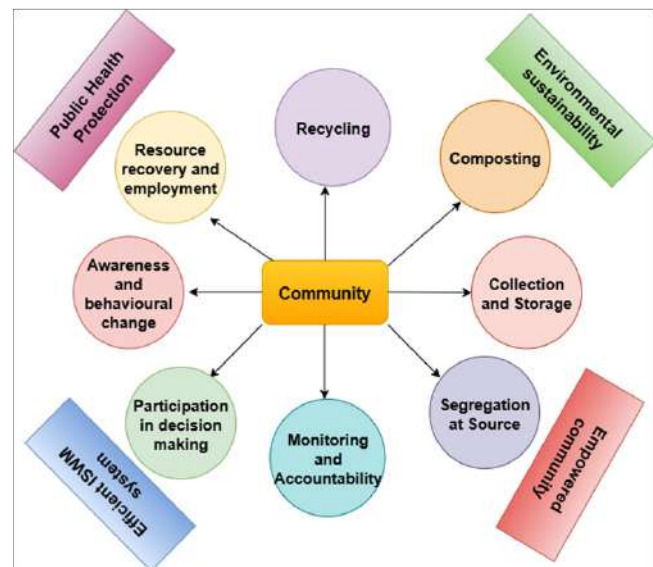 Public Health
Protection
Environmental
sustainability
Recycling
Resource
recovery and
employment
Composting
Awareness
and
behavioural
change
Community
Collection
and Storage
Participation
in decision
making
Monitoring
and
Accountability
Segregation
at Source
Efficient ISWM
system
Empowered
community